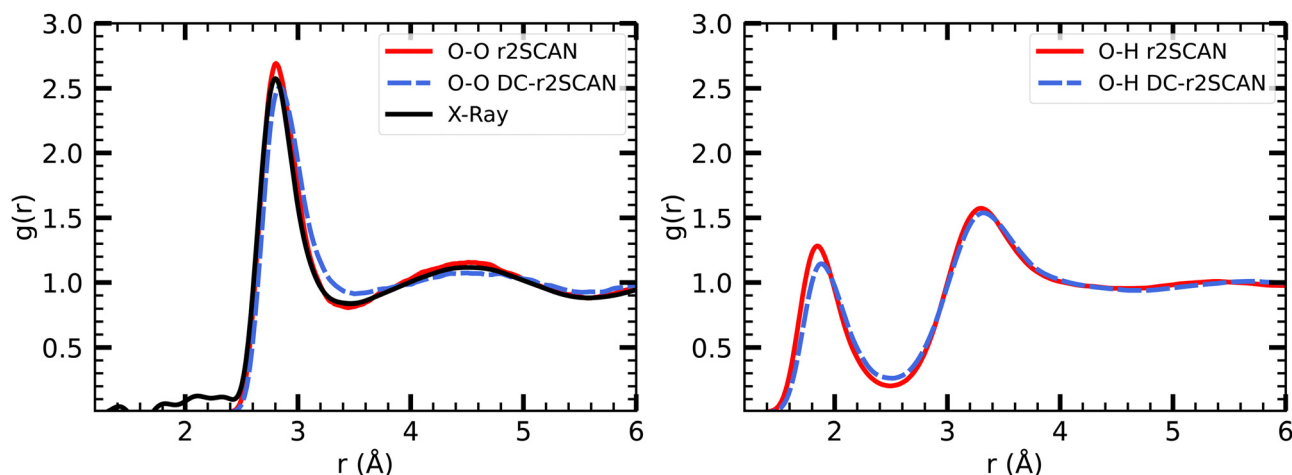 3.0
2.5
2.0
1.5
1.0
0.5
g(r)
O-O r2SCAN
O-O DC-r2SCAN
X-Ray
2 3 4 5 6
r (Å)
3.0
2.5
2.0
1.5
1.0
0.5
g(r)
O-H r2SCAN
O-H DC-r2SCAN
2 3 4 5 6
r (Å)